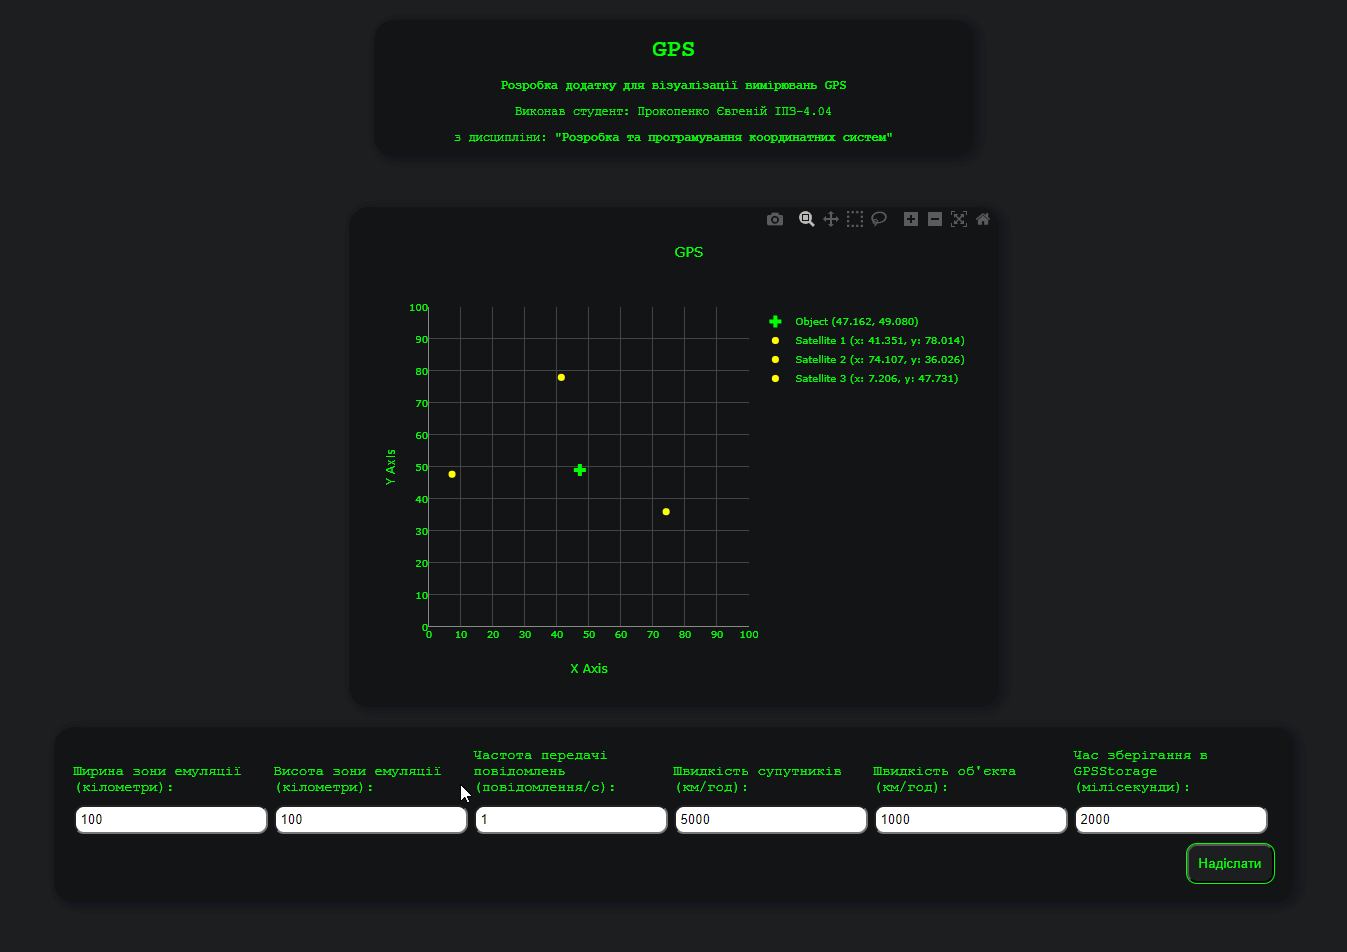 GPS
Розробка додатку для візуалізації вимірювань GPS
Виконав студент: Прокопенко Євгеній ІПЗ-4.04
з дисципліни: "Розробка та програмування координатних систем"
GPS
100
90
80
70
60
50
40
30
20
10
0
Y Axis
0 10 20 30 40 50 60 70 80 90 100
X Axis
Object (47.162, 49.080)
Satellite 1 (x: 41.351, y: 78.014)
Satellite 2 (x: 74.107, y: 36.026)
Satellite 3 (x: 7.206, y: 47.731)
Ширина зони емуляції
(кілометри):
100
Висота зони емуляції
(кілометри):
100
Частота передачі
повідомлень
(повідомлення/с):
1
Швидкість супутників
(км/год):
5000
Швидкість об'єкта
(км/год):
1000
Час зберігання в
GPSStorage
(мілісекунди):
2000
Надіслати